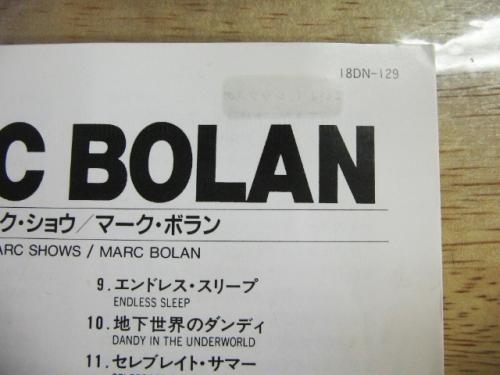 18DN-129
C BOLAN
ク・ショウ/マーク・ボラン
ARC SHOWS / MARC BOLAN
9. エンドレス・スリープ
ENDLESS SLEEP
10. 地下世界のダンディ
DANDY IN THE UNDERWORLD
11. セレブレイト・サマー